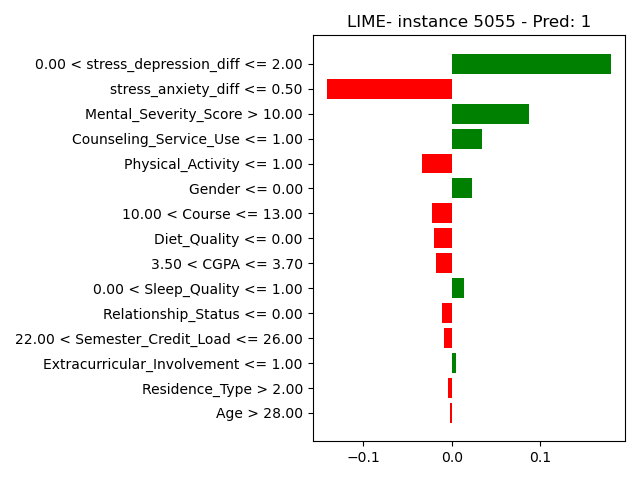 LIME- instance 5055 - Pred: 1
0.00 < stress_depression_diff <= 2.00
stress_anxiety_diff <= 0.50
Mental_Severity_Score > 10.00
Counseling_Service_Use <= 1.00
Physical_Activity <= 1.00
Gender <= 0.00
10.00 < Course <= 13.00
Diet_Quality <= 0.00
3.50 < CGPA <= 3.70
0.00 < Sleep_Quality <= 1.00
Relationship_Status <= 0.00
22.00 < Semester_Credit_Load <= 26.00
Extracurricular_Involvement <= 1.00
Residence_Type > 2.00
Age > 28.00
−0.1 0.0 0.1